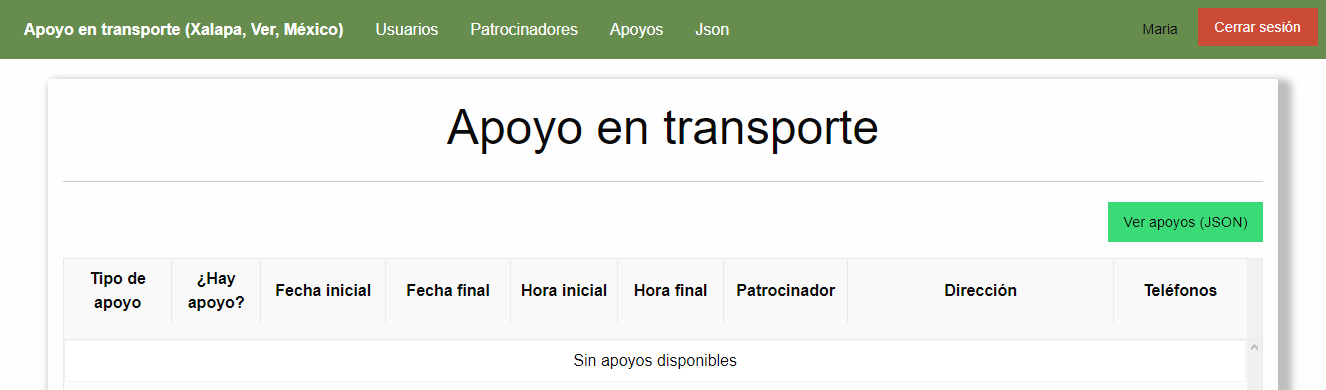 Apoyo en transporte (Xalapa, Ver, México) Usuarios Patrocinadores Apoyos Json Maria Cerrar sesión
Apoyo en transporte
Ver apoyos (JSON)
Tipo de apoyo ¿Hay apoyo? Fecha inicial Fecha final Hora inicial Hora final Patrocinador Dirección Teléfonos
Sin apoyos disponibles